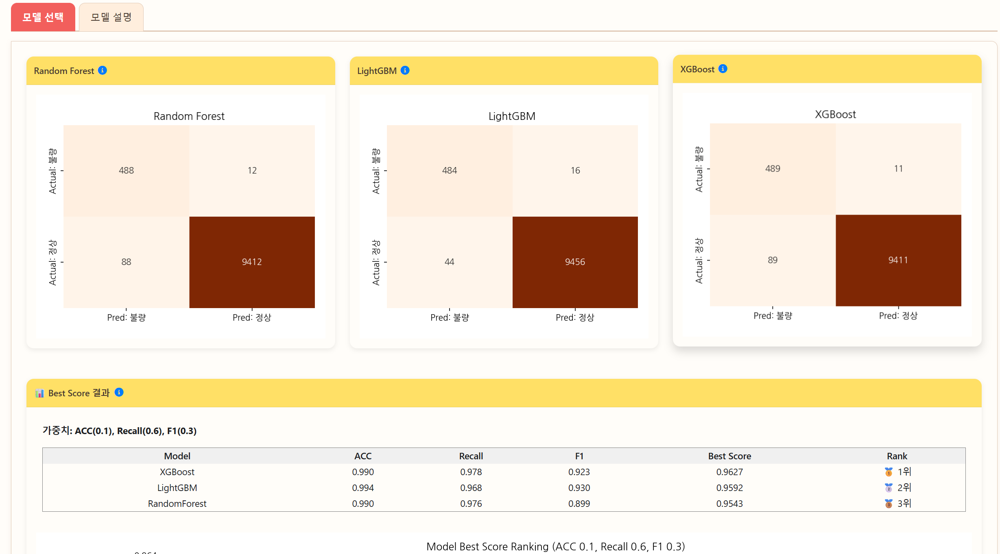 모델 선택
모델 설명
Random Forest
Random Forest
Actual: 불량
Actual: 정상
488
12
88
9412
Pred: 불량
Pred: 정상
LightGBM
LightGBM
Actual: 불량
Actual: 정상
484
16
44
9456
Pred: 불량
Pred: 정상
XGBoost
XGBoost
Actual: 불량
Actual: 정상
489
11
89
9411
Pred: 불량
Pred: 정상
Best Score 결과
가중치: ACC(0.1), Recall(0.6), F1(0.3)
Model ACC Recall F1 Best Score Rank
XGBoost 0.990 0.978 0.923 0.9627 1위
LightGBM 0.994 0.968 0.930 0.9592 2위
RandomForest 0.990 0.976 0.899 0.9543 3위
Model Best Score Ranking (ACC 0.1, Recall 0.6, F1 0.3)